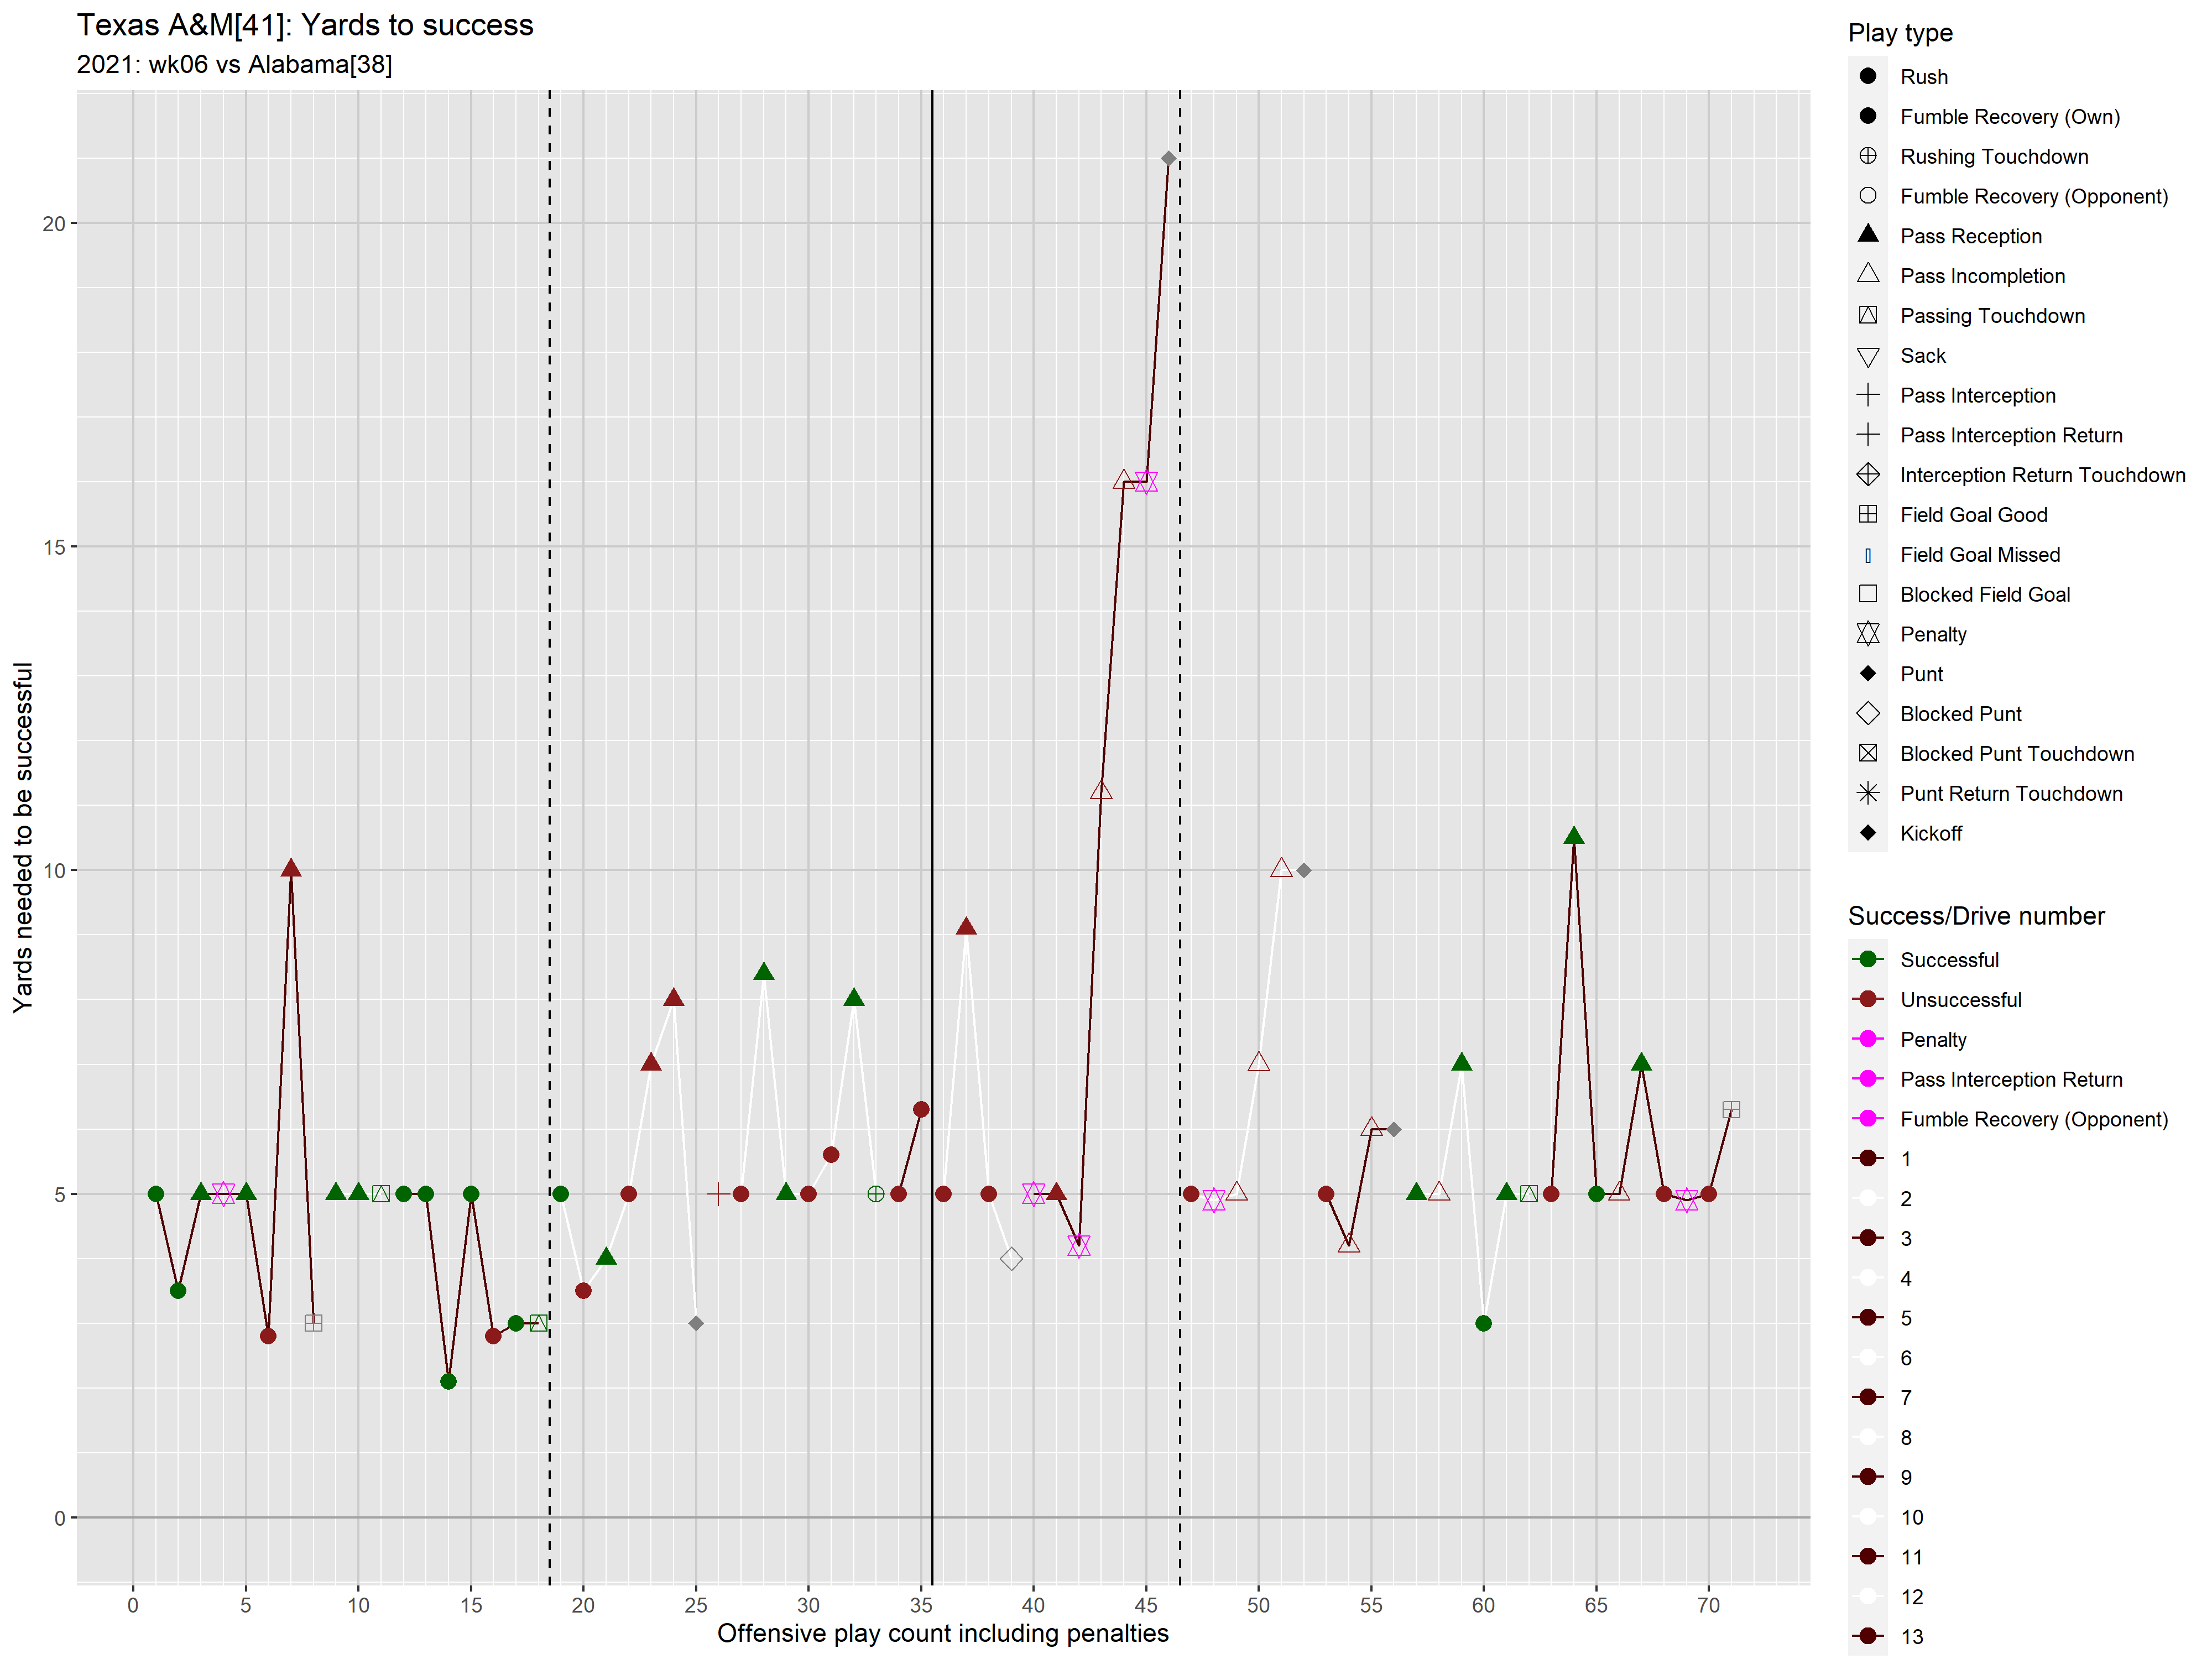 Texas A&M[41]: Yards to success
2021: wk06 vs Alabama[38]
Yards needed to be successful
20
15
10
5
0
0 5 10 15 20 25 30 35 40 45 50 55 60 65 70
Offensive play count including penalties
Play type
Rush
Fumble Recovery (Own)
Rushing Touchdown
Fumble Recovery (Opponent)
Pass Reception
Pass Incompletion
Passing Touchdown
Sack
Pass Interception
Pass Interception Return
Interception Return Touchdown
Field Goal Good
Field Goal Missed
Blocked Field Goal
Penalty
Punt
Blocked Punt
Blocked Punt Touchdown
Punt Return Touchdown
Kickoff
Success/Drive number
Successful
Unsuccessful
Penalty
Pass Interception Return
Fumble Recovery (Opponent)
1
2
3
4
5
6
7
8
9
10
11
12
13